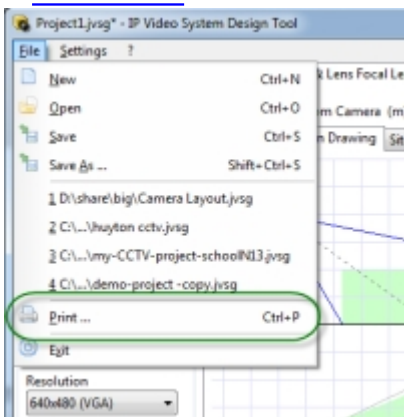 Project1.jvsg* - IP Video System Design Tool
File Settings ?
New Ctrl+N
Open Ctrl+O
Save Ctrl+S
Save As ... Shift+Ctrl+S
1 D:\share\big\Camera Layout.jvsg
2 C:\...\huyton cctv.jvsg
3 C:\...\my-CCTV-project-schoolN13.jvsg
4 C:\...\demo-project -copy.jvsg
Print ... Ctrl+P
Exit
Lens Focal Le
m Camera (m
n Drawing Sit
Resolution
640x480 (VGA)